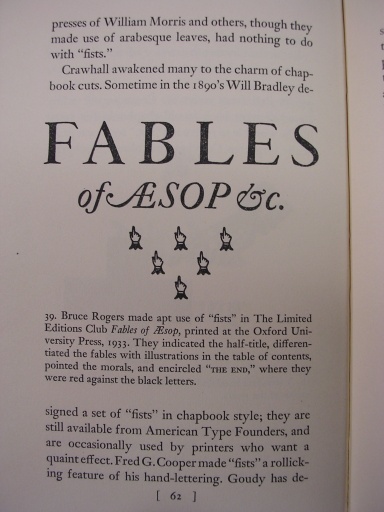 presses of William Morris and others, though they
made use of arabesque leaves, had nothing to do
with “fists.”
Crawhall awakened many to the charm of chap-
book cuts. Sometime in the 1890's Will Bradley de-
FABLES
of ÆSOP &c.
39. Bruce Rogers made apt use of “fists” in The Limited
Editions Club Fables of Æsop, printed at the Oxford Uni-
versity Press, 1933. They indicated the half-title, differen-
tiated the fables with illustrations in the table of contents,
pointed the morals, and encircled “THE END,” where they
were red against the black letters.
signed a set of “fists” in chapbook style; they are
still available from American Type Founders, and
are occasionally used by printers who want a
quaint effect. Fred G. Cooper made “fists” a rollick-
ing feature of his hand-lettering. Goudy has de-
[ 62 ]